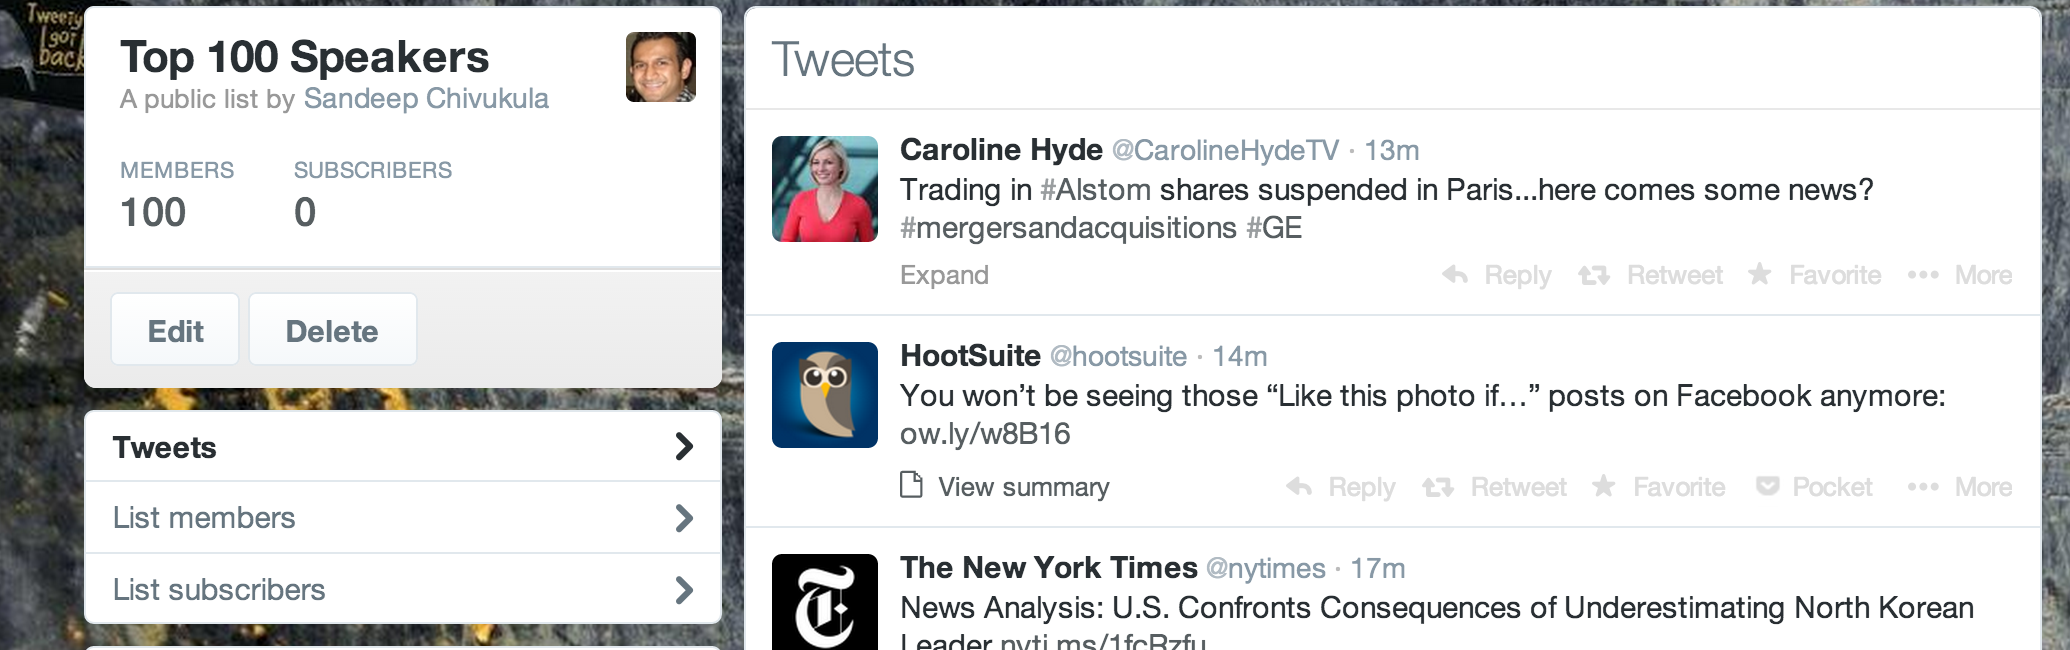 Tweety
got
back
Top 100 Speakers
A public list by Sandeep Chivukula
MEMBERS
100
SUBSCRIBERS
0
Edit
Delete
Tweets
List members
List subscribers
Tweets
Caroline Hyde @CarolineHydeTV · 13m
Trading in #Alstom shares suspended in Paris...here comes some news?
#mergersandacquisitions #GE
Expand
Reply
Retweet
Favorite
••• More
HootSuite @hootsuite · 14m
You won’t be seeing those “Like this photo if…” posts on Facebook anymore:
ow.ly/w8B16
View summary
Reply
Retweet
Favorite
Pocket
••• More
The New York Times @nytimes · 17m
News Analysis: U.S. Confronts Consequences of Underestimating North Korean
Leader nyti.ms/1fcRzfu